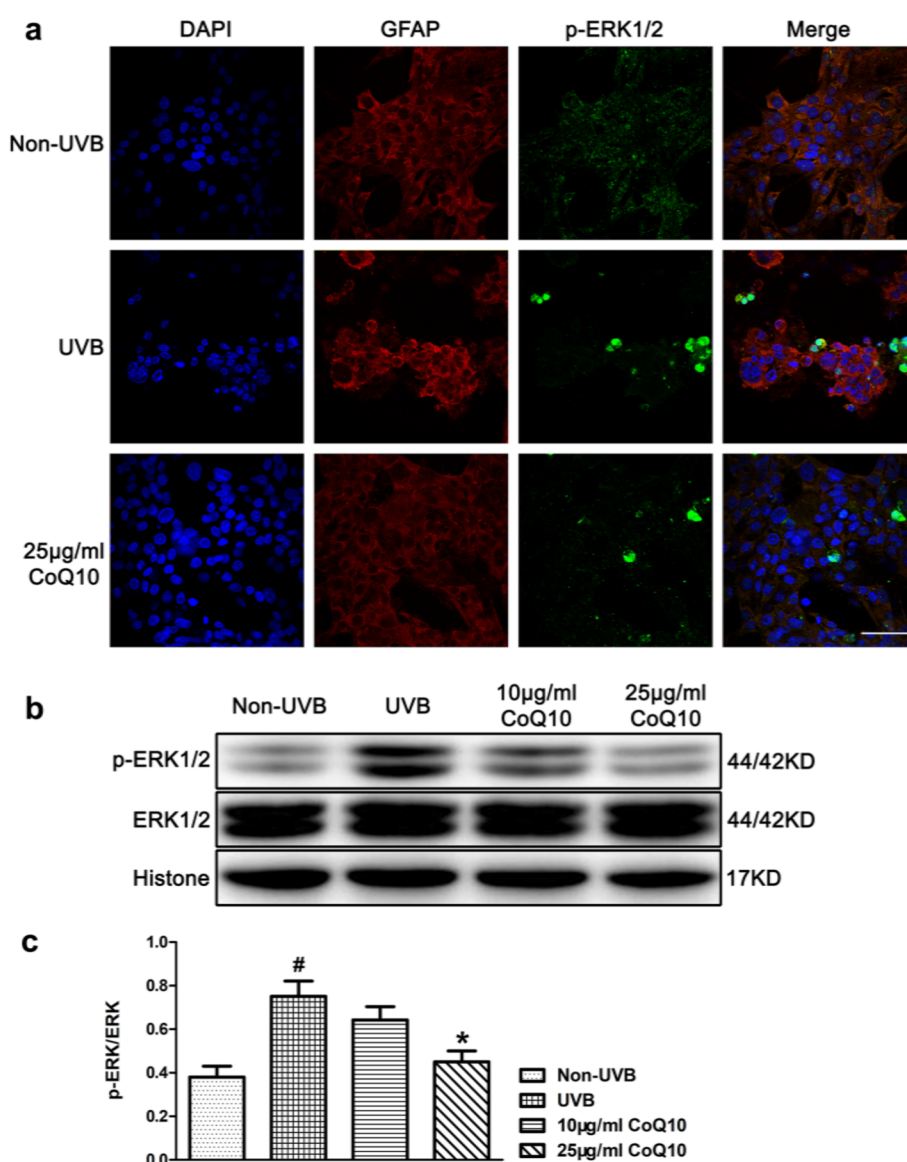 a
DAPI GFAP p-ERK1/2 Merge
Non-UVB
UVB
25µg/ml
CoQ10
b
Non-UVB UVB 10µg/ml CoQ10 25µg/ml CoQ10
p-ERK1/2 44/42KD
ERK1/2 44/42KD
Histone 17KD
c
p-ERK/ERK
1.0
0.8
0.6
0.4
0.2
0.0
#
*
Non-UVB
UVB
10µg/ml CoQ10
25µg/ml CoQ10